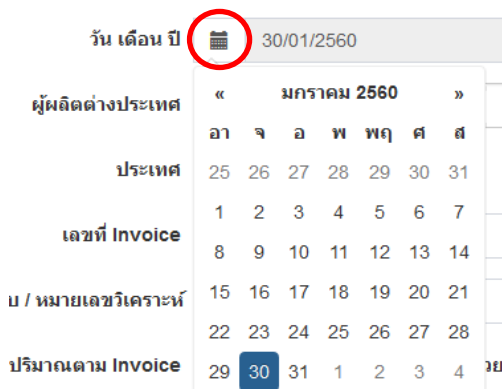 วัน เดือน ปี 30/01/2560
« มกราคม 2560 »
ผู้ผลิตต่างประเทศ
อา จ อ พ พฤ ศ ส
ประเทศ 25 26 27 28 29 30 31
1 2 3 4 5 6 7
เลขที่ Invoice
8 9 10 11 12 13 14
บ / หมายเลขวิเคราะห์ 15 16 17 18 19 20 21
22 23 24 25 26 27 28
ปริมาณตาม Invoice 29 30 31 1 2 3 4 วย